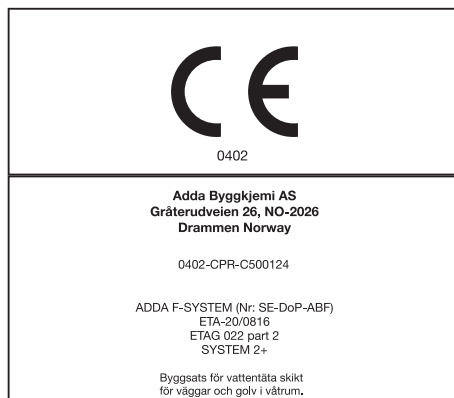 CE
0402
Adda Byggkjemi AS
Gråterudveien 26, NO-2026
Drammen Norway
0402-CPR-C500124
ADDA F-SYSTEM (Nr: SE-DoP-ABF)
ETA-20/0816
ETAG 022 part 2
SYSTEM 2+
Byggsats för vattentäta skikt
för väggar och golv i våtrum.